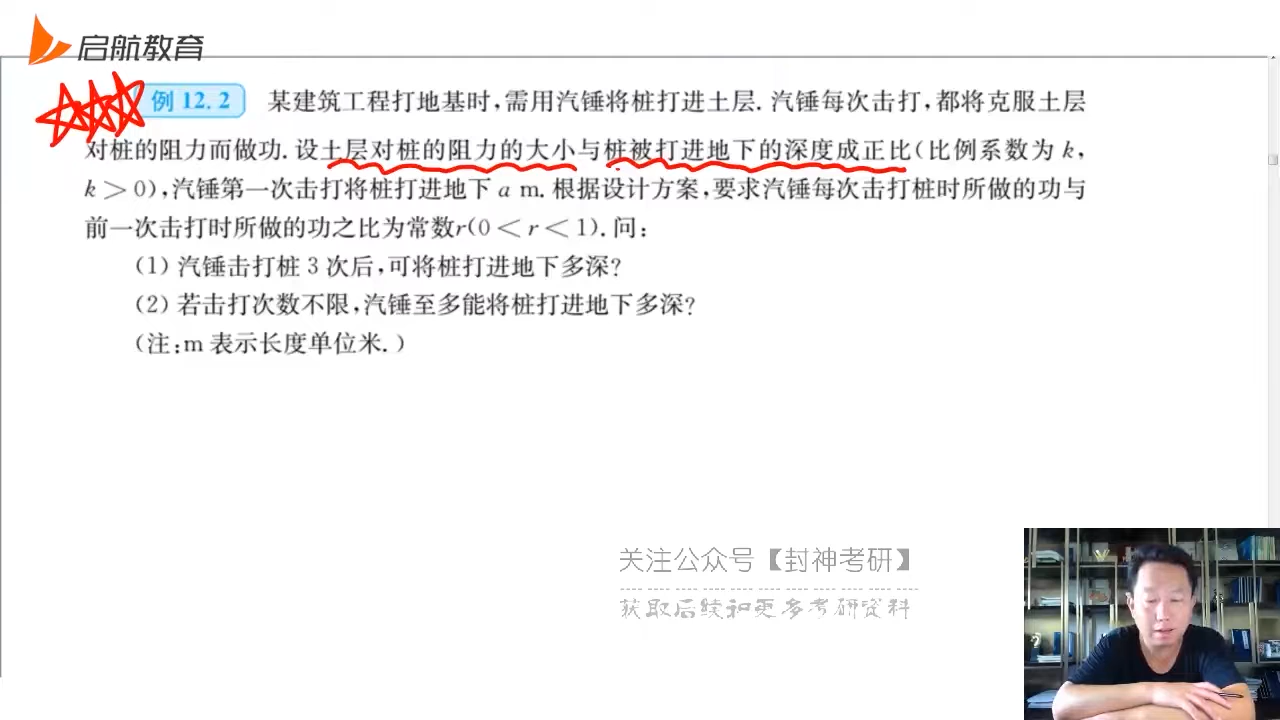 启航教育
例 12.2 某建筑工程打地基时,需用汽锤将桩打进土层.汽锤每次击打,都将克服土层
对桩的阻力而做功.设土层对桩的阻力的大小与桩被打进地下的深度成正比(比例系数为 k,
k＞0),汽锤第一次击打将桩打进地下 a m.根据设计方案,要求汽锤每次击打桩时所做的功与
前一次击打时所做的功之比为常数r(0＜r＜1).问:
(1) 汽锤击打桩 3 次后,可将桩打进地下多深?
(2) 若击打次数不限,汽锤至多能将桩打进地下多深?
(注:m 表示长度单位米.)
关注公众号【封神考研】
获取后续和更多考研资料